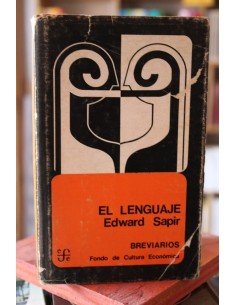 EL LENGUAJE
Edward Sapir
BREVIARIOS
Fondo de Cultura Económica